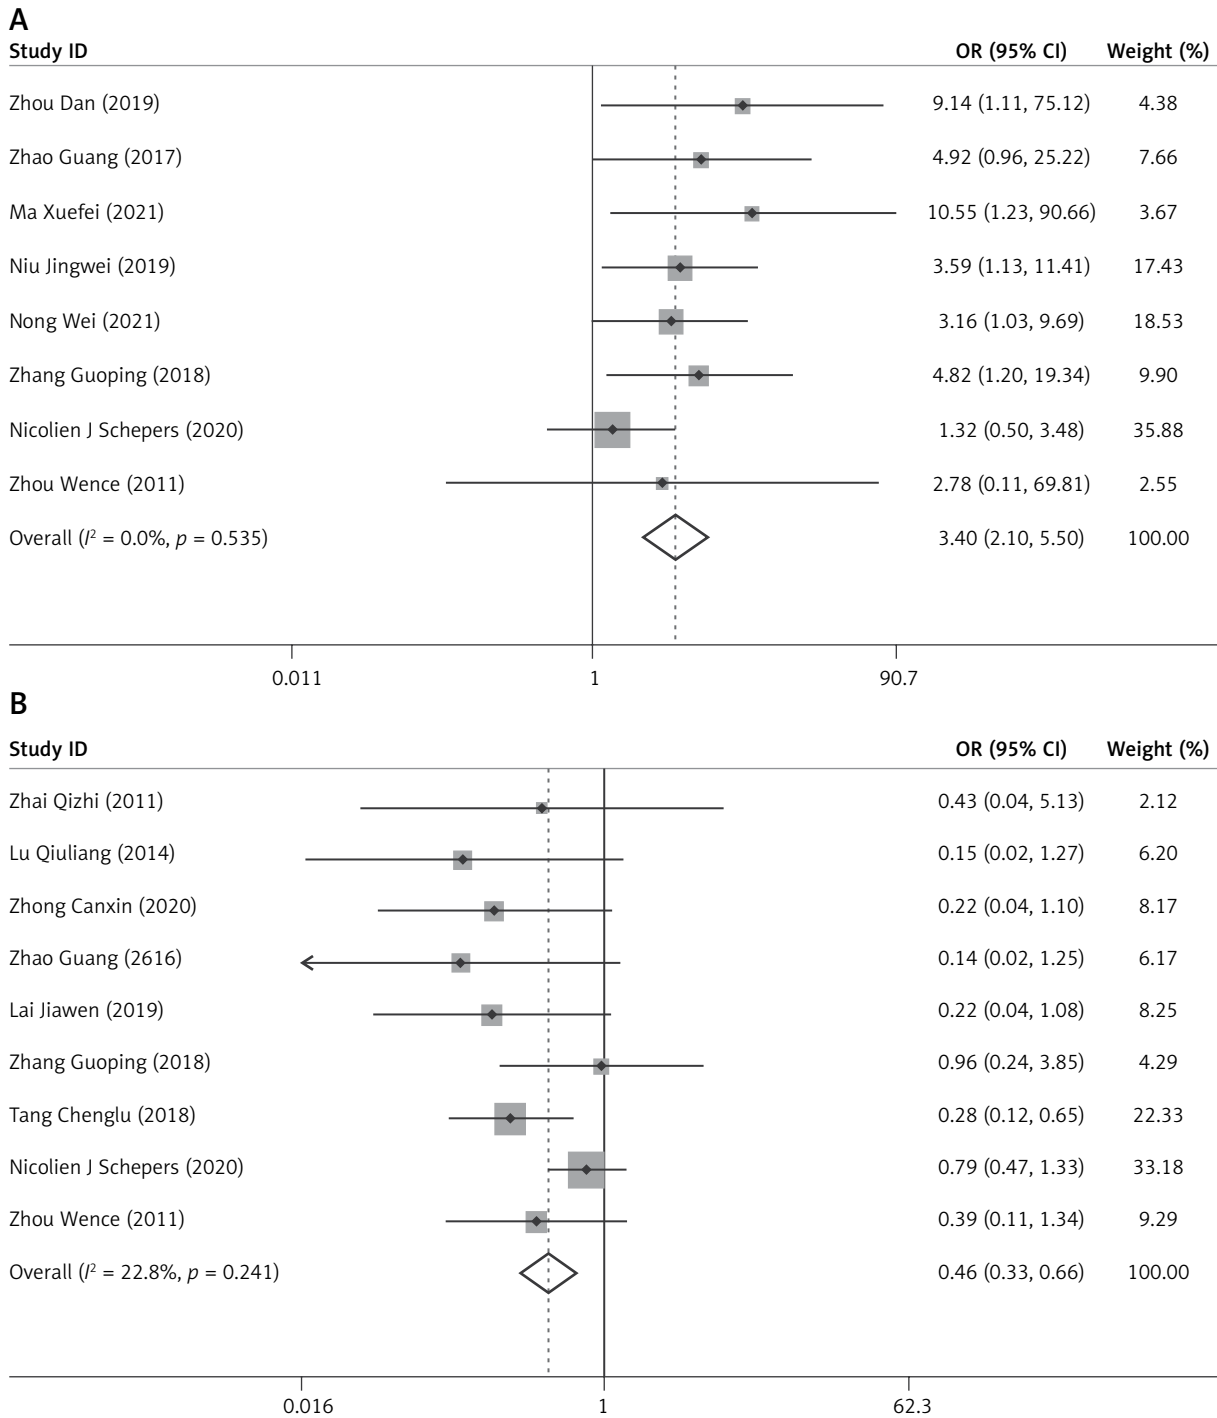 A
Study ID OR (95% CI) Weight (%)
Zhou Dan (2019) 9.14 (1.11, 75.12) 4.38
Zhao Guang (2017) 4.92 (0.96, 25.22) 7.66
Ma Xuefei (2021) 10.55 (1.23, 90.66) 3.67
Niu Jingwei (2019) 3.59 (1.13, 11.41) 17.43
Nong Wei (2021) 3.16 (1.03, 9.69) 18.53
Zhang Guoping (2018) 4.82 (1.20, 19.34) 9.90
Nicolien J Schepers (2020) 1.32 (0.50, 3.48) 35.88
Zhou Wence (2011) 2.78 (0.11, 69.81) 2.55
Overall (I² = 0.0%, p = 0.535) 3.40 (2.10, 5.50) 100.00
0.011 1 90.7
B
Study ID OR (95% CI) Weight (%)
Zhai Qizhi (2011) 0.43 (0.04, 5.13) 2.12
Lu Qiuliang (2014) 0.15 (0.02, 1.27) 6.20
Zhong Canxin (2020) 0.22 (0.04, 1.10) 8.17
Zhao Guang (2616) 0.14 (0.02, 1.25) 6.17
Lai Jiawen (2019) 0.22 (0.04, 1.08) 8.25
Zhang Guoping (2018) 0.96 (0.24, 3.85) 4.29
Tang Chenglu (2018) 0.28 (0.12, 0.65) 22.33
Nicolien J Schepers (2020) 0.79 (0.47, 1.33) 33.18
Zhou Wence (2011) 0.39 (0.11, 1.34) 9.29
Overall (I² = 22.8%, p = 0.241) 0.46 (0.33, 0.66) 100.00
0.016 1 62.3